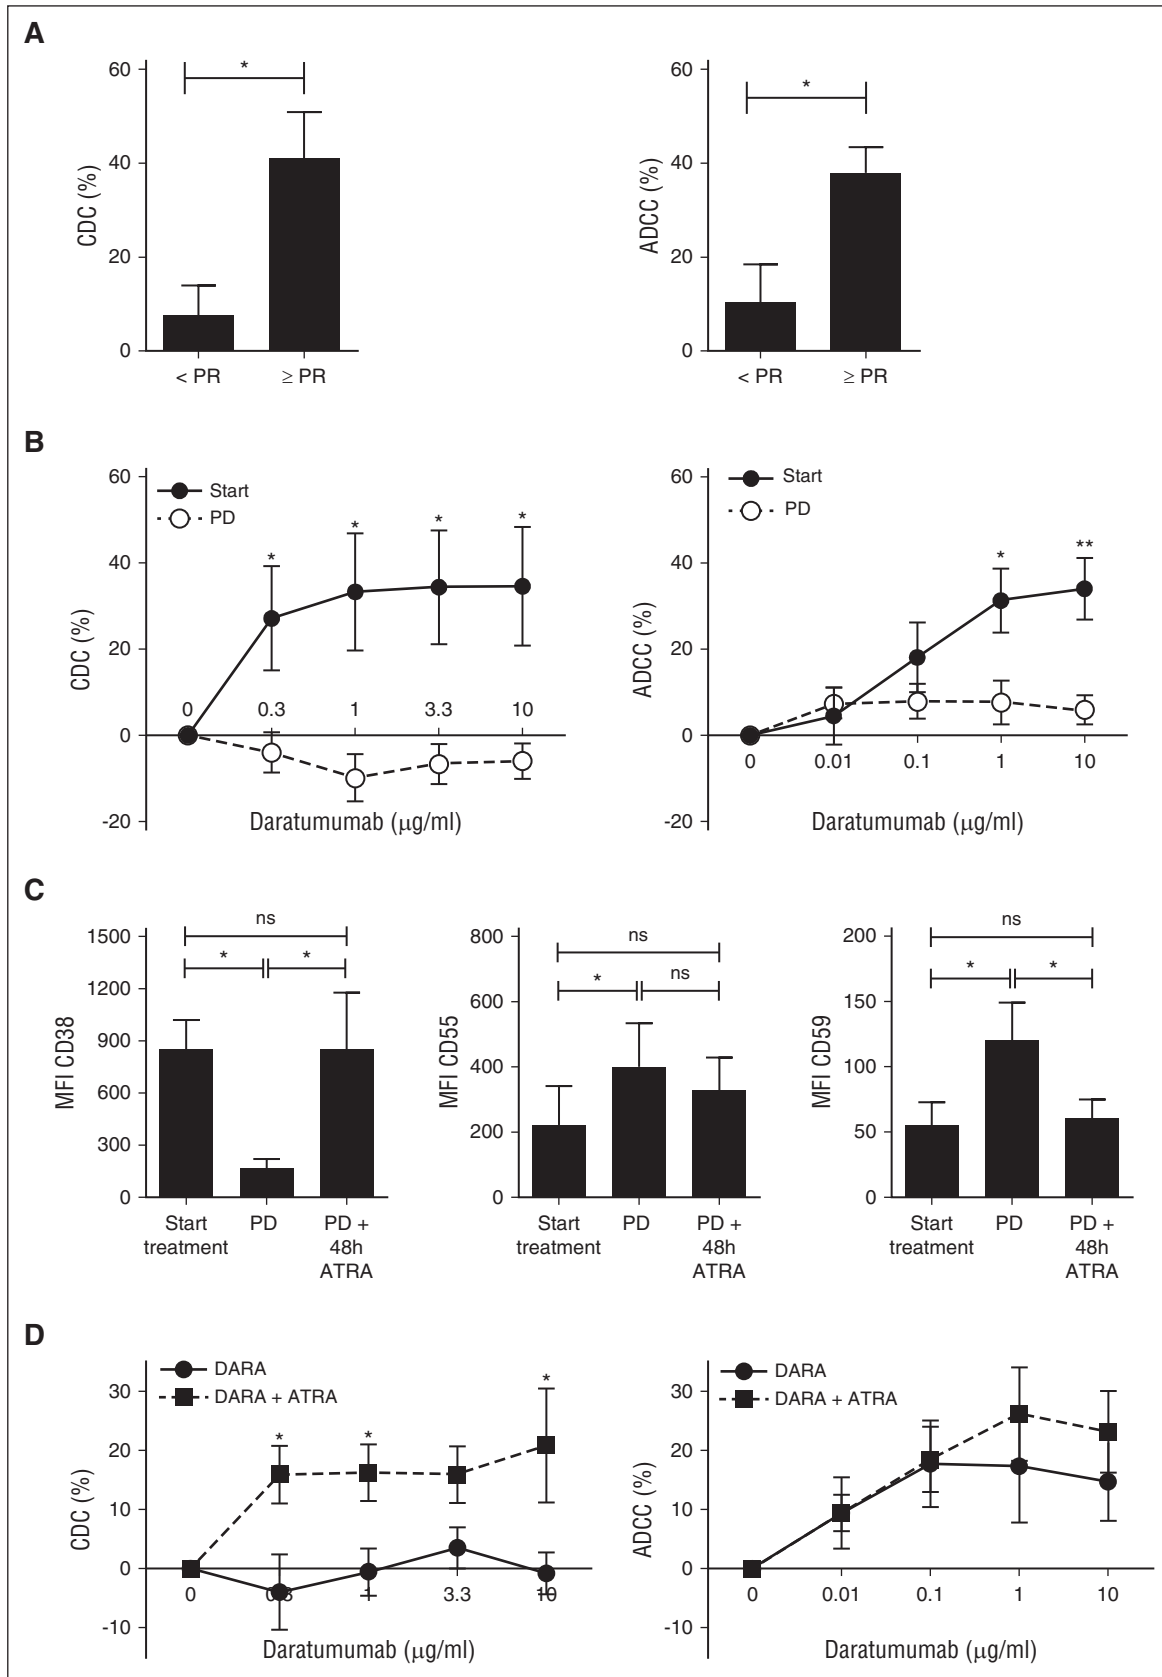 A
*
*
60
40
20
0
CDC (%)
< PR
≥ PR
60
40
20
0
ADCC (%)
< PR
≥ PR
B
Start
PD
60
40
20
0
-20
CDC (%)
*
*
*
*
0
0.3
1
3.3
10
Daratumumab (μg/ml)
Start
PD
60
40
20
0
-20
ADCC (%)
*
**
0
0.01
0.1
1
10
Daratumumab (μg/ml)
C
ns
*
*
1500
1200
900
600
300
0
MFI CD38
Start
treatment
PD
PD +
48h
ATRA
ns
*
ns
800
600
400
200
0
MFI CD55
Start
treatment
PD
PD +
48h
ATRA
ns
*
*
200
150
100
50
0
MFI CD59
Start
treatment
PD
PD +
48h
ATRA
D
DARA
DARA + ATRA
30
20
10
0
-10
CDC (%)
*
*
*
0
0.3
1
3.3
10
Daratumumab (μg/ml)
DARA
DARA + ATRA
30
20
10
0
-10
ADCC (%)
0
0.01
0.1
1
10
Daratumumab (μg/ml)